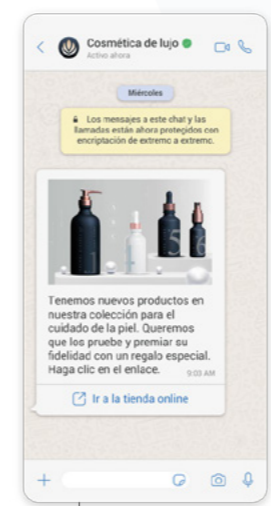 Cosmética de lujo
Activo ahora
Miércoles
Los mensajes a este chat y las
llamadas están ahora protegidos con
encriptación de extremo a extremo.
5 6
Tenemos nuevos productos en
nuestra colección para el
cuidado de la piel. Queremos
que los pruebe y premiar su
fidelidad con un regalo especial.
Haga clic en el enlace.
9:03 AM
Ir a la tienda online